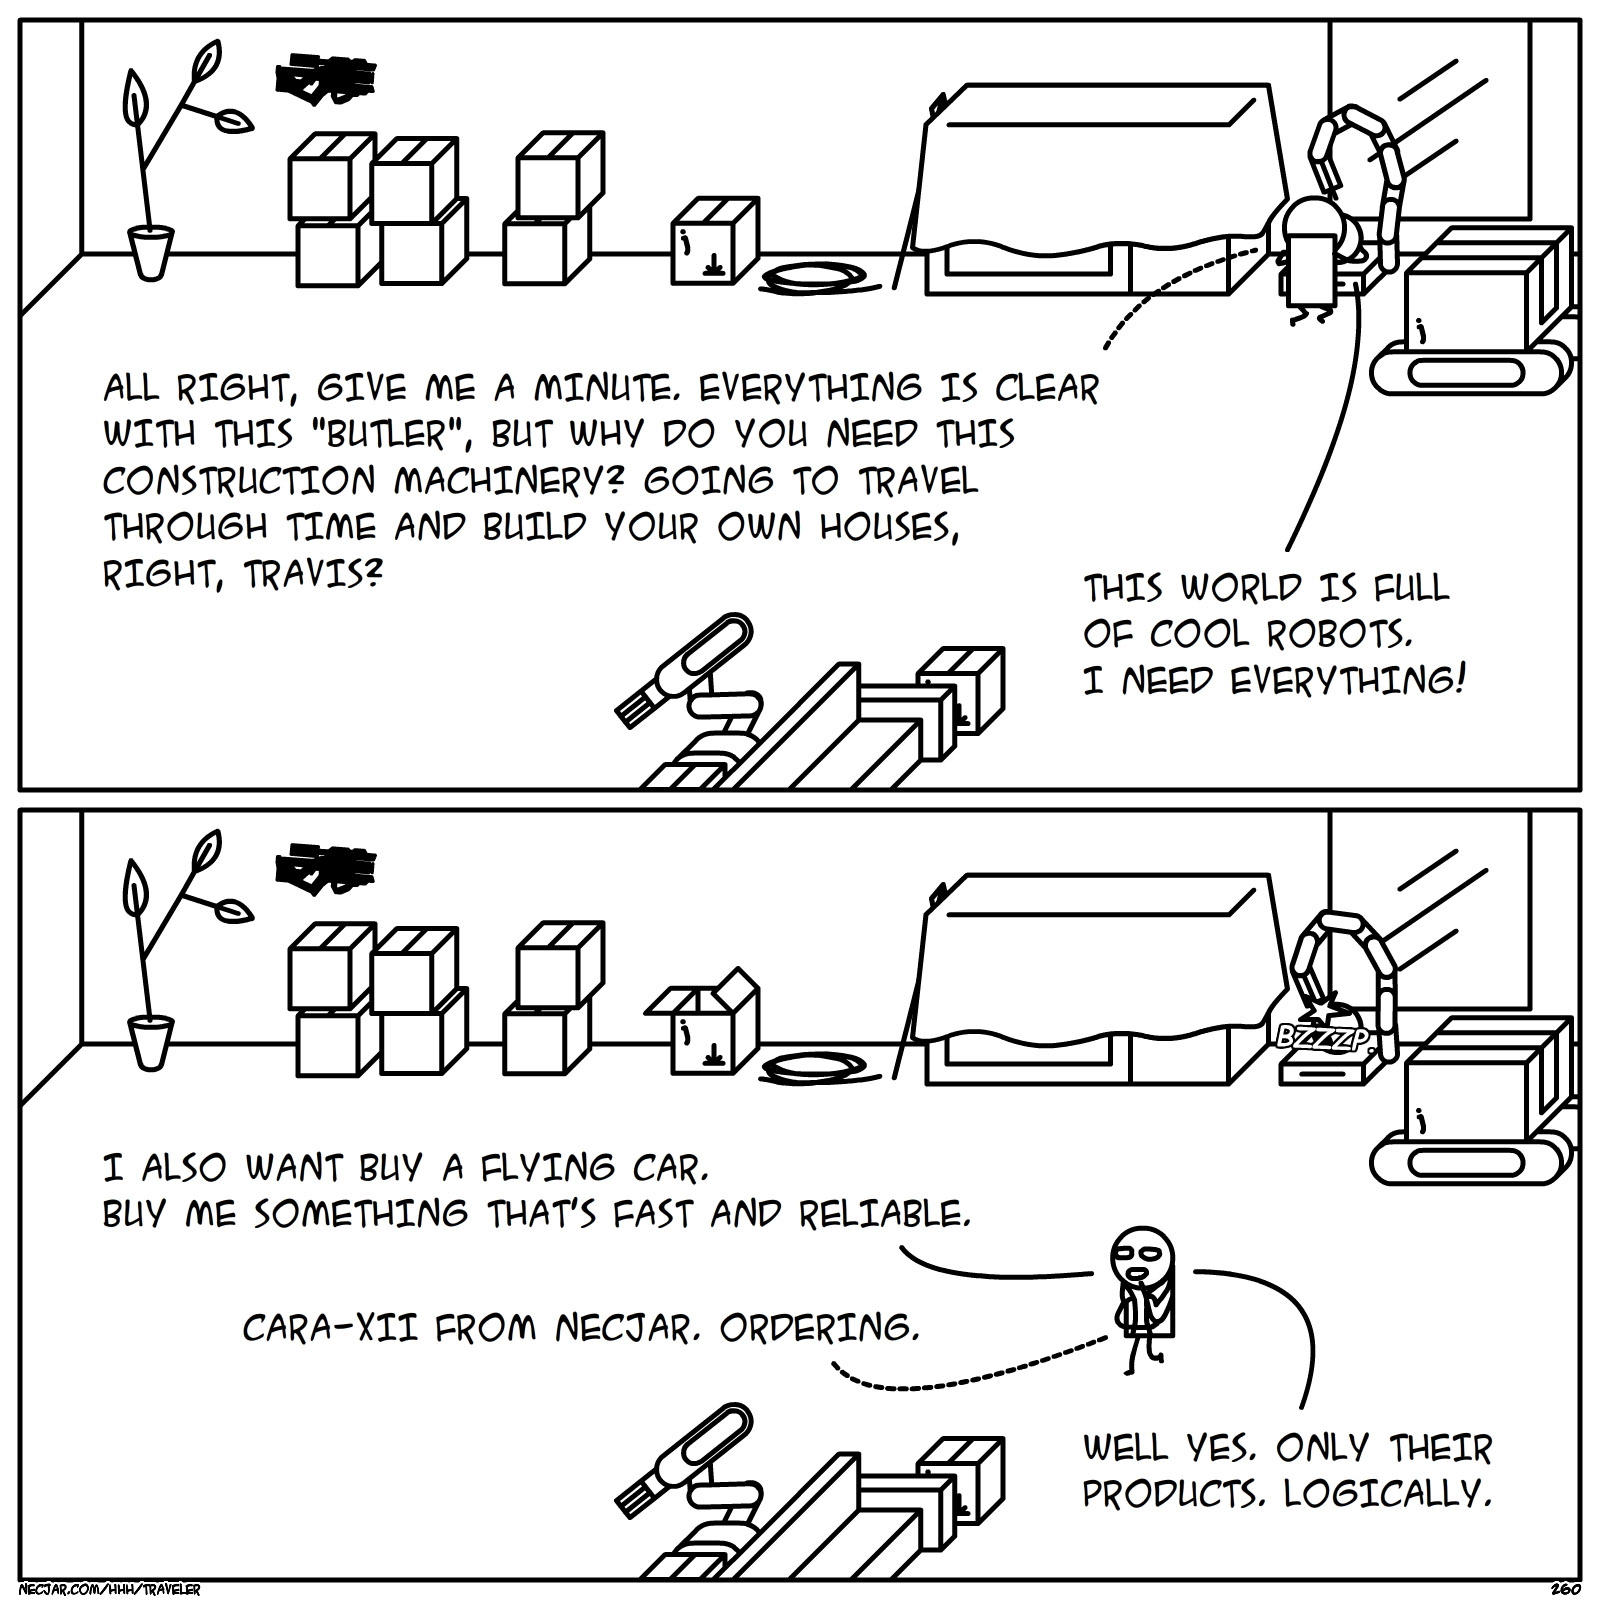 ALL RIGHT, GIVE ME A MINUTE. EVERYTHING IS CLEAR
WITH THIS "BUTLER", BUT WHY DO YOU NEED THIS
CONSTRUCTION MACHINERY? GOING TO TRAVEL
THROUGH TIME AND BUILD YOUR OWN HOUSES,
RIGHT, TRAVIS?
THIS WORLD IS FULL
OF COOL ROBOTS.
I NEED EVERYTHING!
BZZZP.
I ALSO WANT BUY A FLYING CAR.
BUY ME SOMETHING THAT'S FAST AND RELIABLE.
CARA-XII FROM NECJAR. ORDERING.
WELL YES. ONLY THEIR
PRODUCTS. LOGICALLY.
NECJAR.COM/HHH/TRAVELER
260